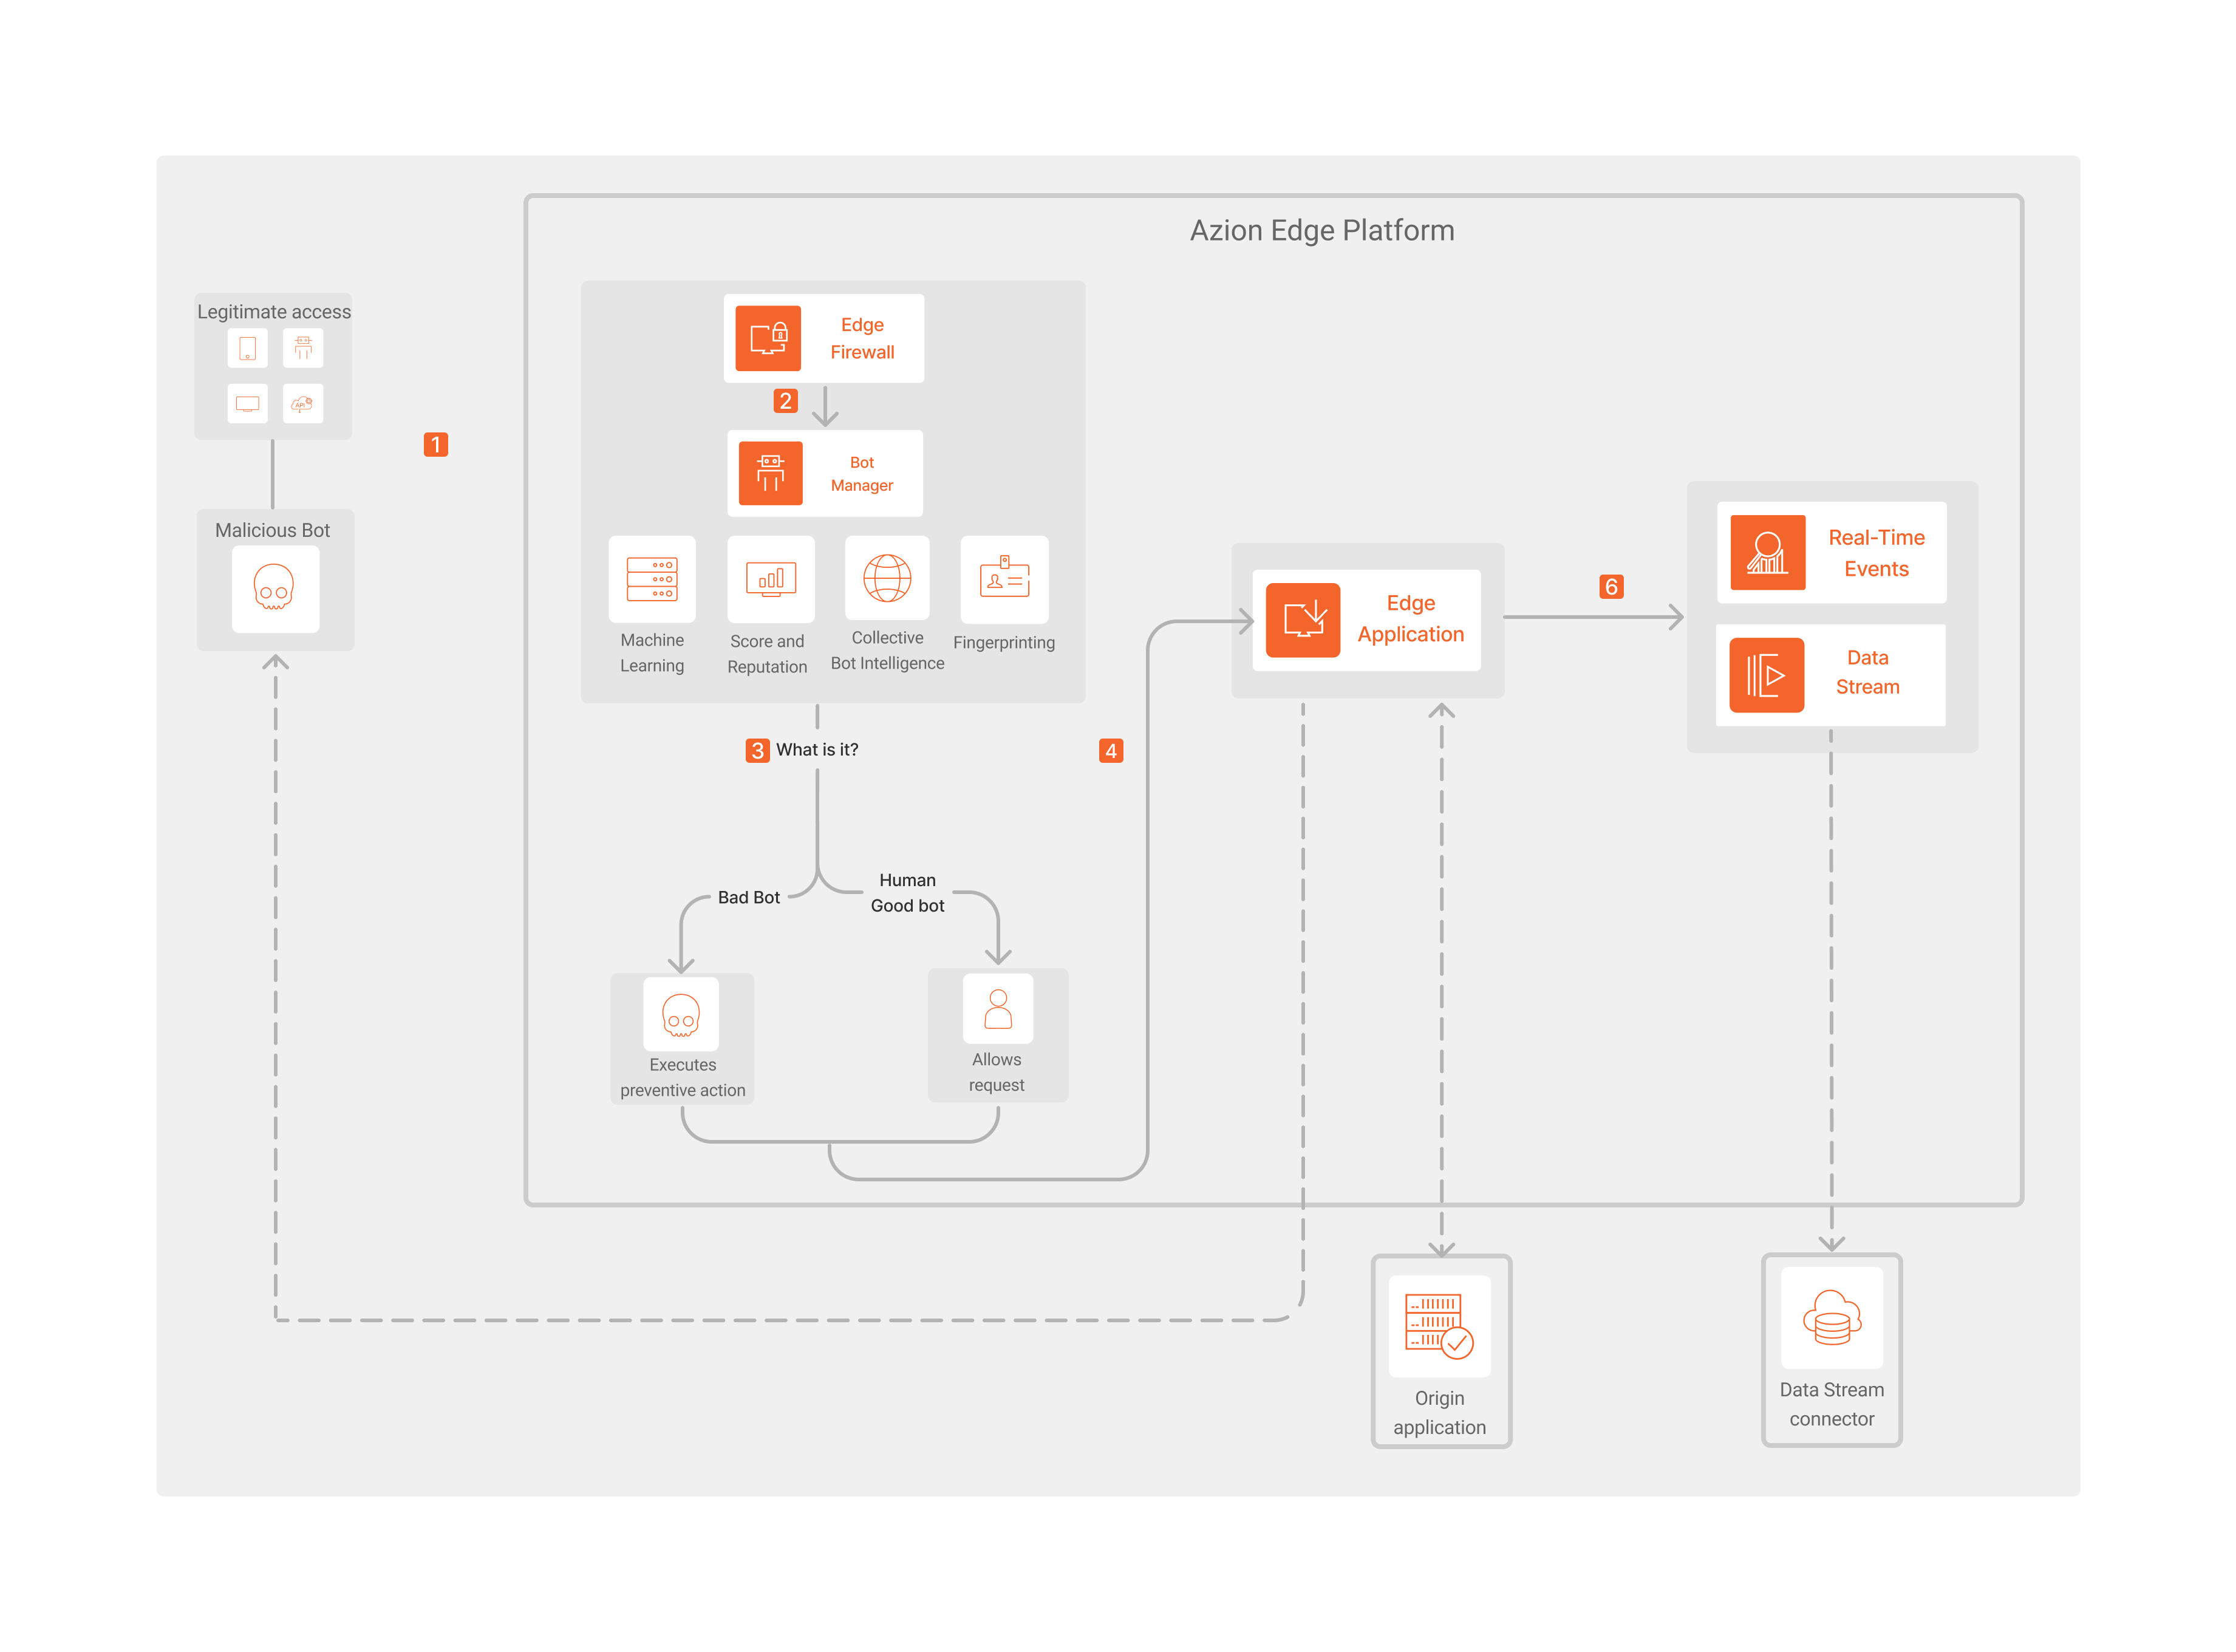 Azion Edge Platform
Legitimate access
API
1
Malicious Bot
Edge
Firewall
2
Bot
Manager
Machine
Learning
Score and
Reputation
Collective
Bot Intelligence
Fingerprinting
3 What is it?
Bad Bot
Human
Good bot
Executes
preventive action
Allows
request
4
Edge
Application
6
Real-Time
Events
Data
Stream
Origin
application
Data Stream
connector